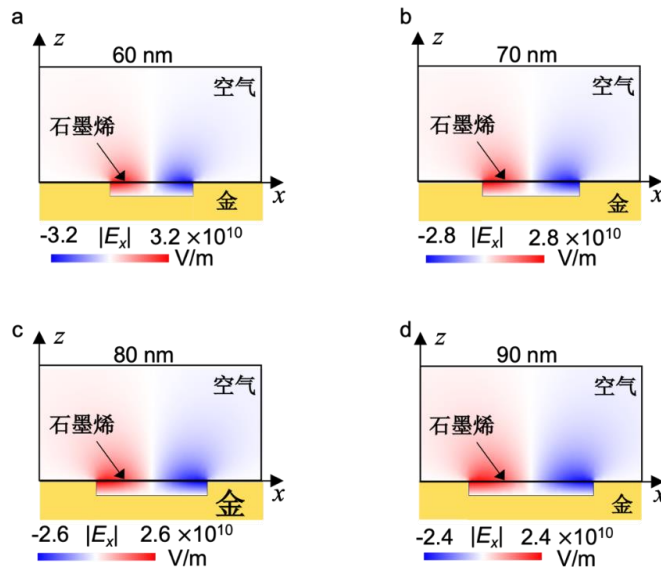 a
z
60 nm
空气
石墨烯
x
金
-3.2 |Eₓ| 3.2 ×10¹⁰
V/m
b
z
70 nm
空气
石墨烯
x
金
-2.8 |Eₓ| 2.8 ×10¹⁰
V/m
c
z
80 nm
空气
石墨烯
x
金
-2.6 |Eₓ| 2.6 ×10¹⁰
V/m
d
z
90 nm
空气
石墨烯
x
金
-2.4 |Eₓ| 2.4 ×10¹⁰
V/m